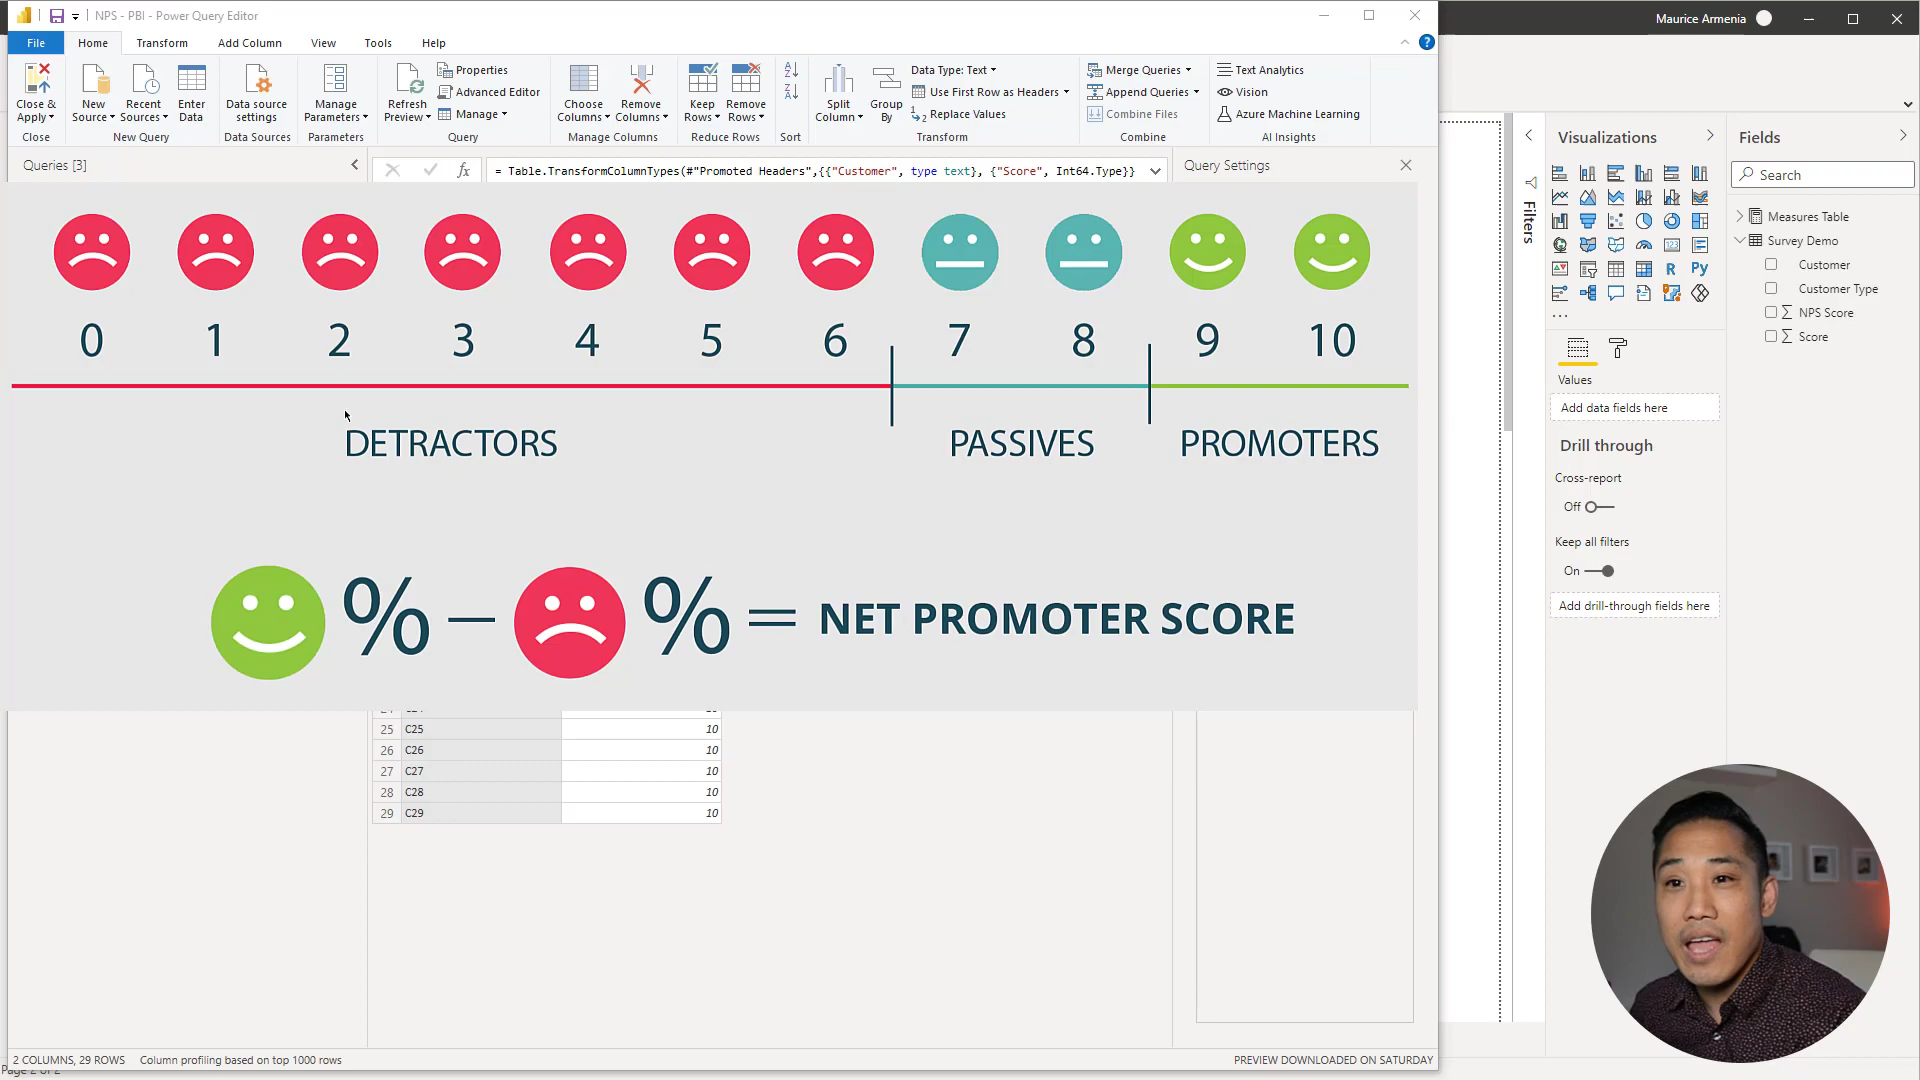 NPS - PBI - Power Query Editor
Maurice Armenia
File Home Transform Add Column View Tools Help
Close & Apply
New Source
Recent Sources
Enter Data
Data source settings
Manage Parameters
Refresh Preview
Properties
Advanced Editor
Manage
Choose Columns
Remove Columns
Keep Rows
Remove Rows
Split Column
Group By
Data Type: Text
Use First Row as Headers
Replace Values
Merge Queries
Append Queries
Combine Files
Text Analytics
Vision
Azure Machine Learning
Close New Query Data Sources Parameters Query Manage Columns Reduce Rows Sort Transform Combine AI Insights
Queries [3]
fx = Table.TransformColumnTypes(#"Promoted Headers",{{"Customer", type text}, {"Score", Int64.Type}}
Query Settings
0 1 2 3 4 5 6 7 8 9 10
DETRACTORS PASSIVES PROMOTERS
% – % = NET PROMOTER SCORE
25 C25 10
26 C26 10
27 C27 10
28 C28 10
29 C29 10
2 COLUMNS, 29 ROWS Column profiling based on top 1000 rows
PREVIEW DOWNLOADED ON SATURDAY
Filters
Visualizations
R Py
123
...
Values
Add data fields here
Drill through
Cross-report
Off
Keep all filters
On
Add drill-through fields here
Fields
Search
Measures Table
Survey Demo
Customer
Customer Type
NPS Score
Score